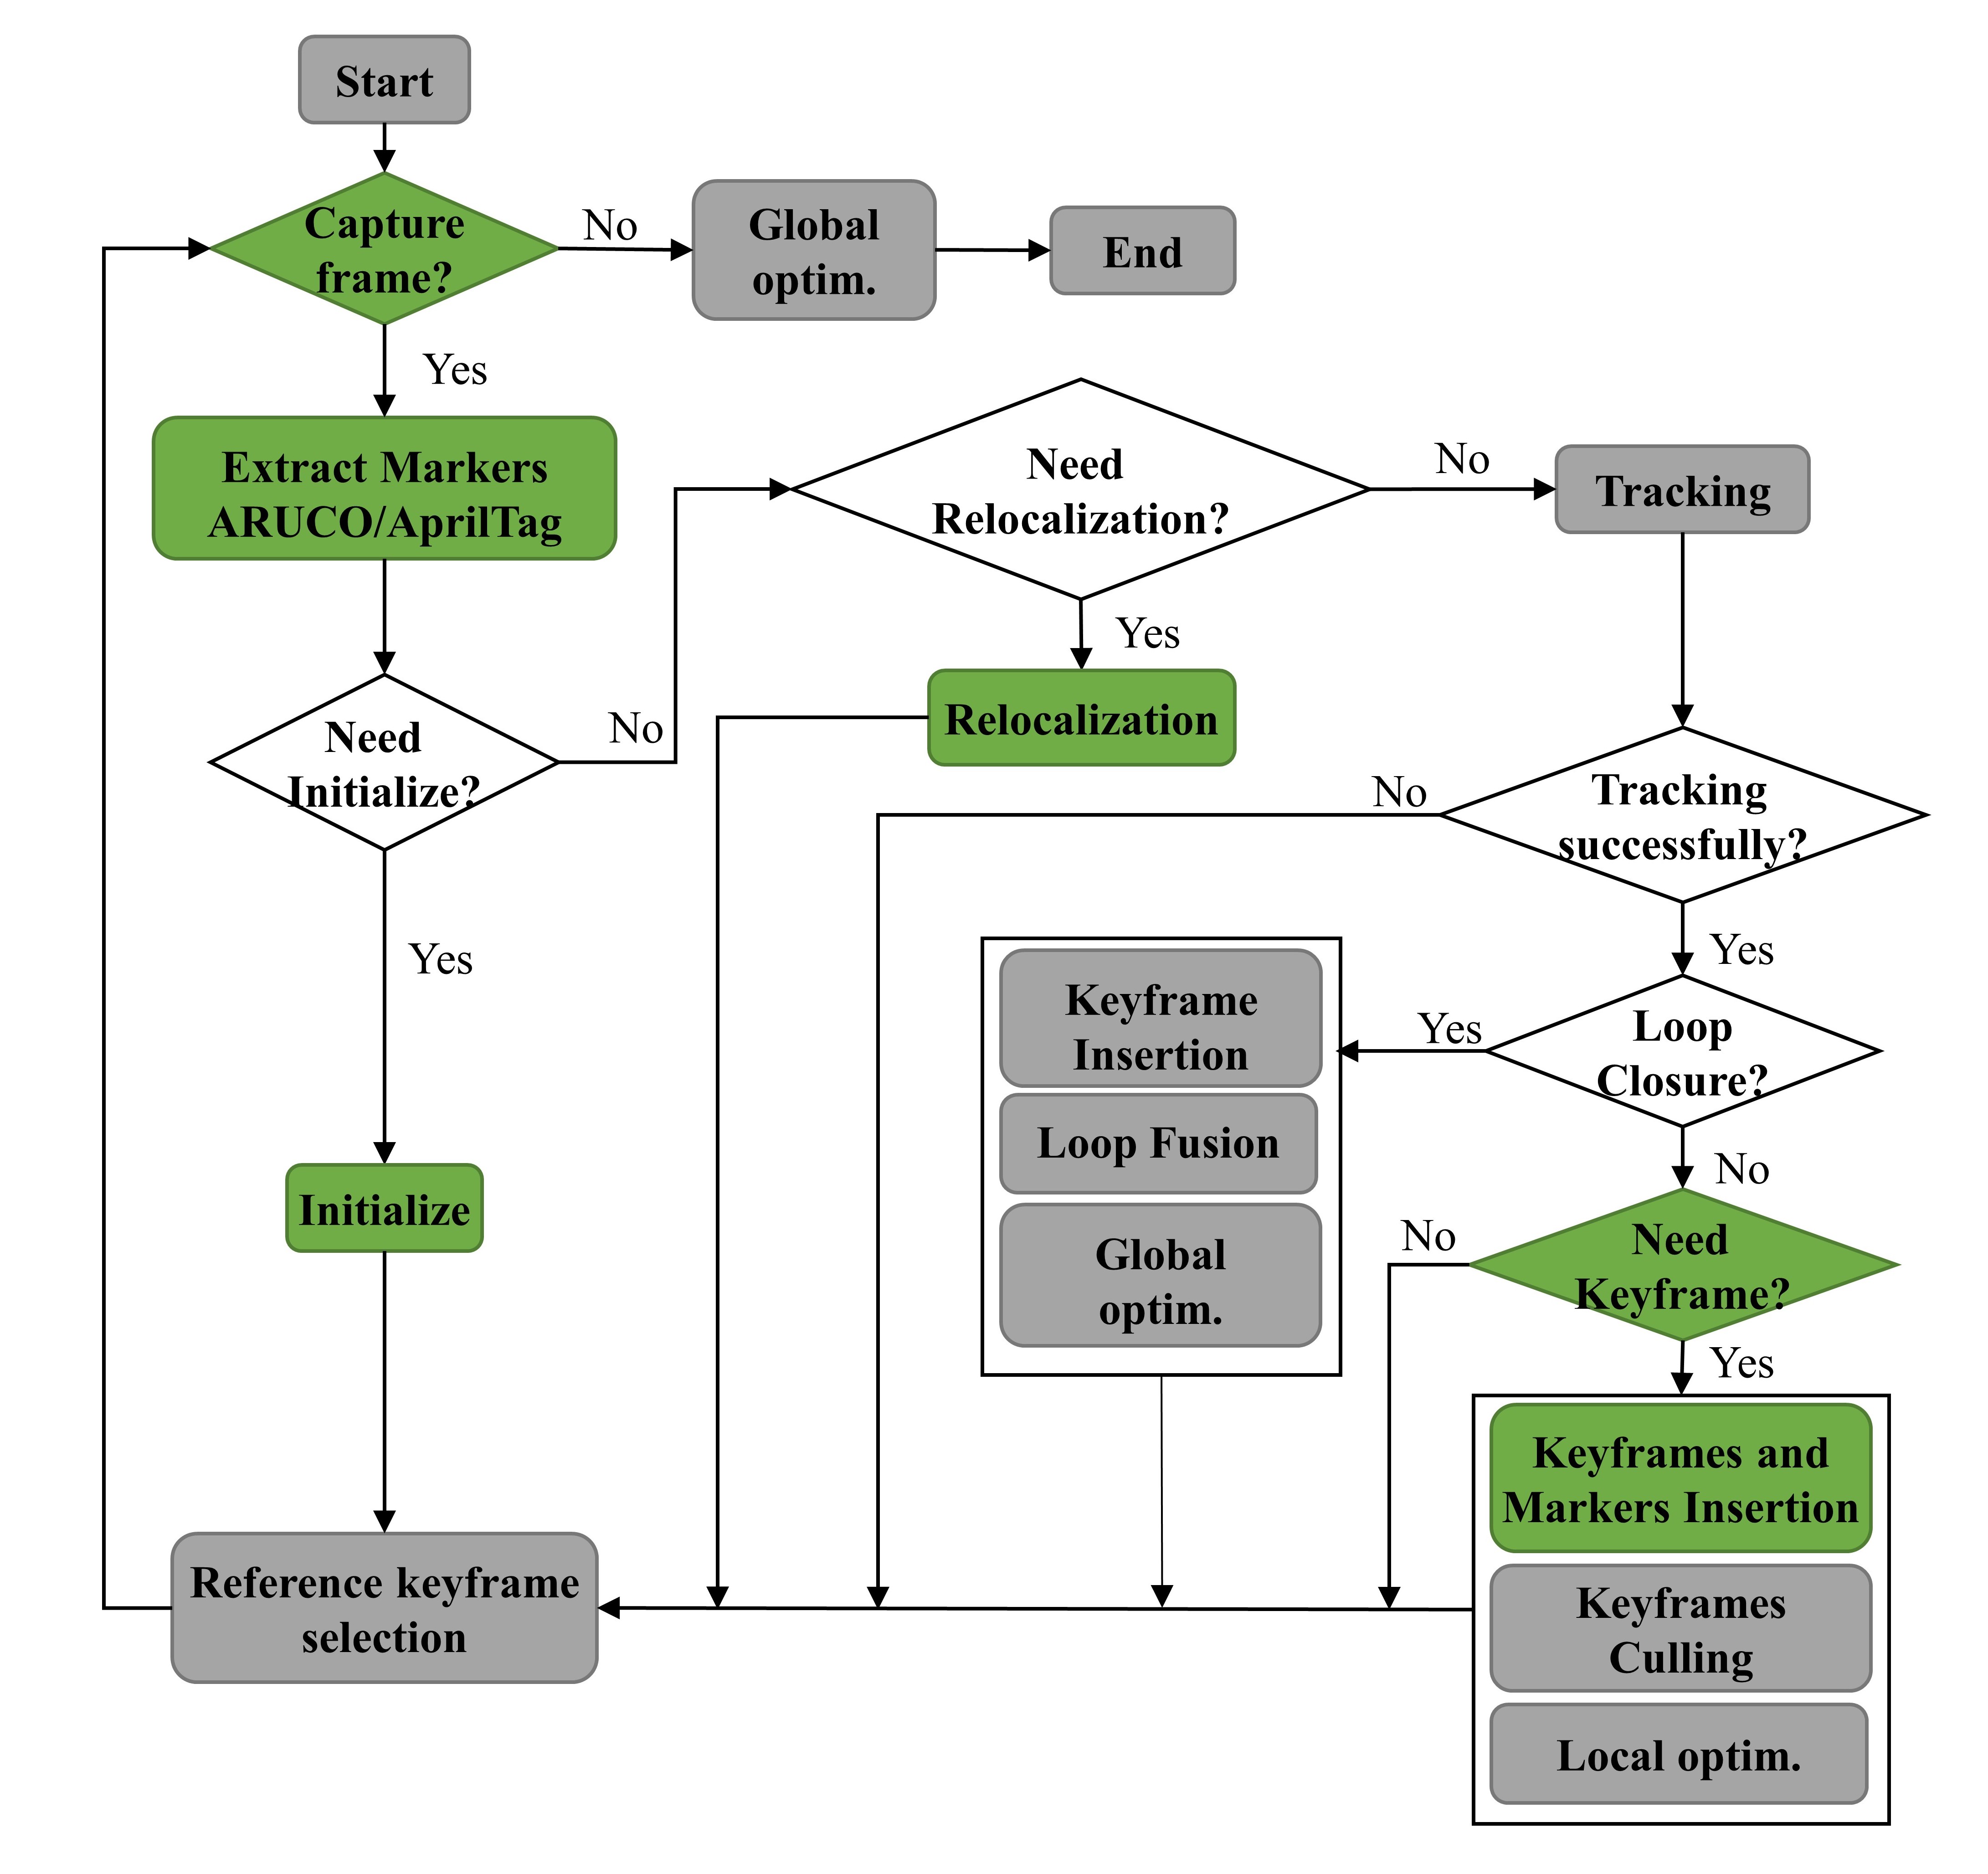 Start
Capture
frame?
No
Global
optim.
End
Yes
Extract Markers
ARUCO/AprilTag
Need
Relocalization?
No
Tracking
Yes
Relocalization
Need
Initialize?
No
Tracking
successfully?
No
Yes
Yes
Keyframe
Insertion
Loop Fusion
Global
optim.
Yes
Loop
Closure?
No
Initialize
No
Need
Keyframe?
Yes
Keyframes and
Markers Insertion
Keyframes
Culling
Local optim.
Reference keyframe
selection